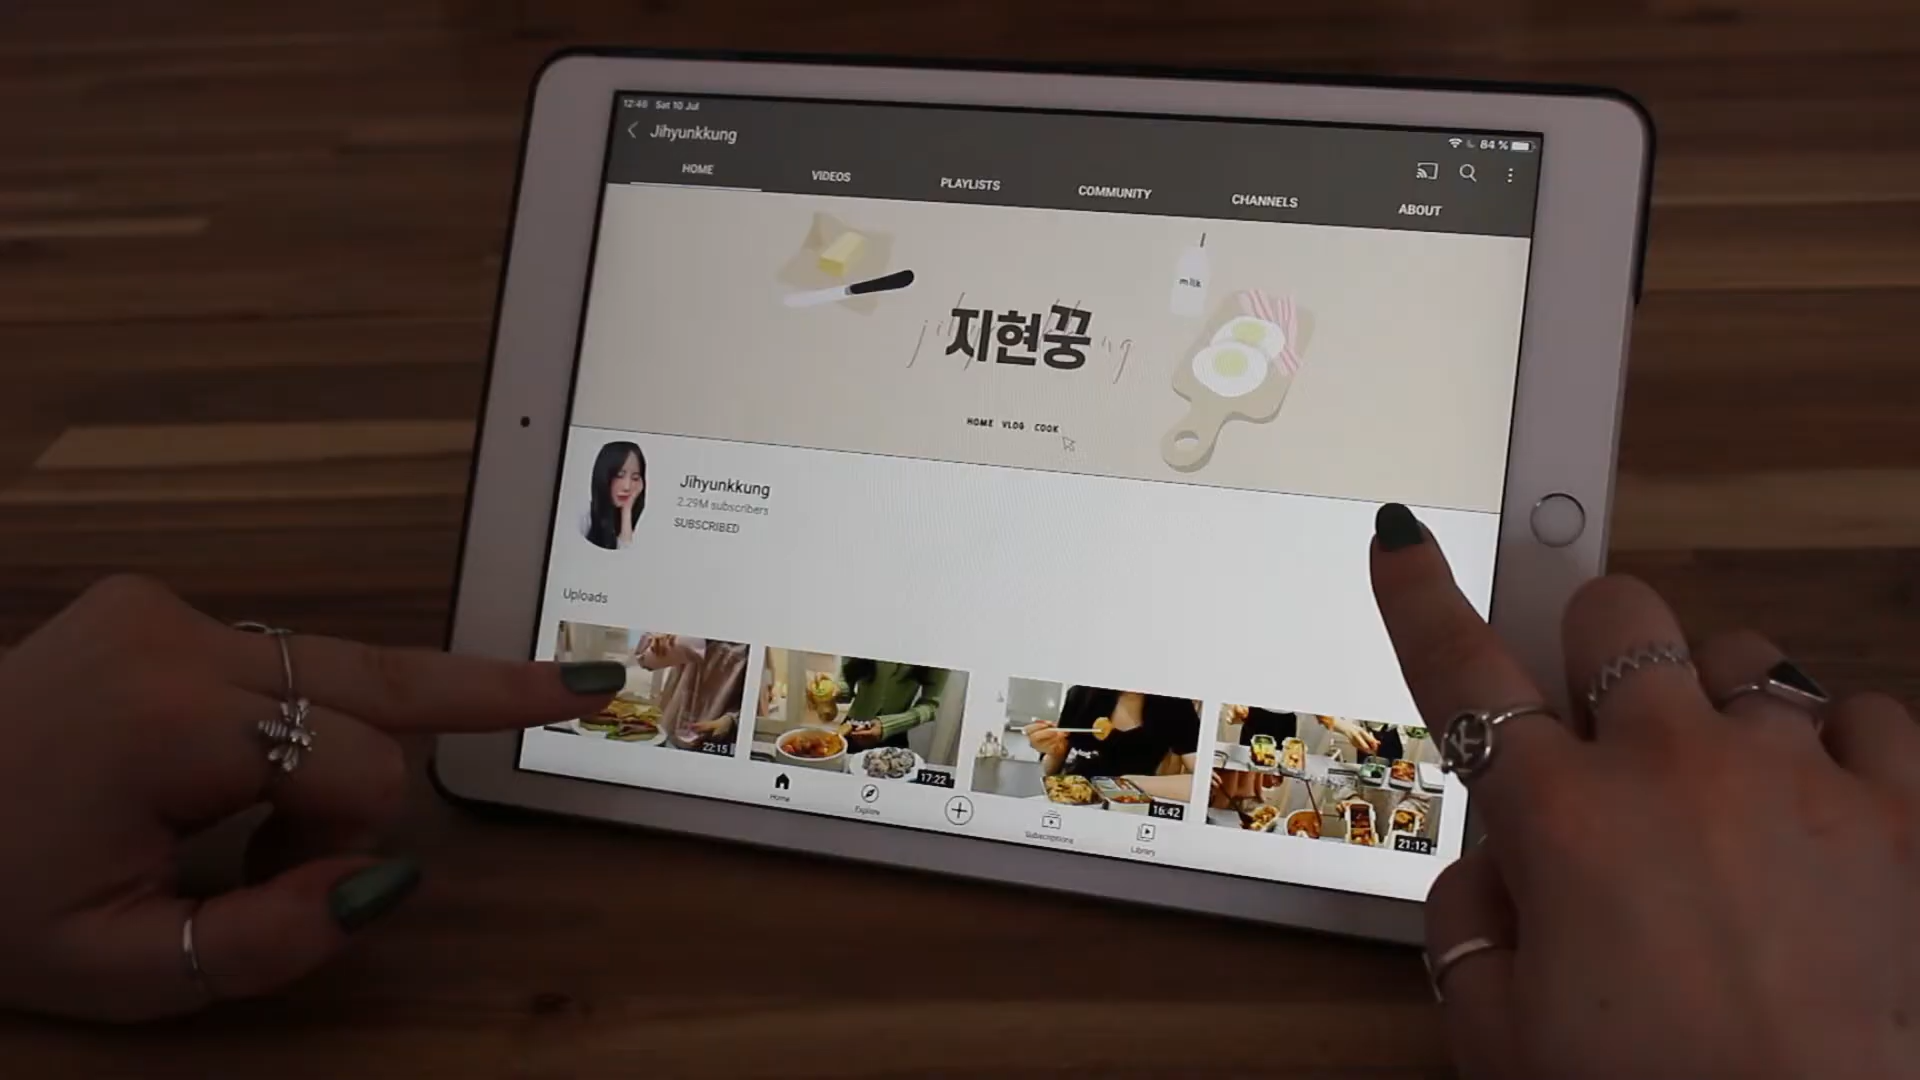 12:46 Sat 10 Jul
84 %
Jihyunkkung
HOME VIDEOS PLAYLISTS COMMUNITY CHANNELS ABOUT
milk
지현꿍
jihyunkkung
HOME VLOG COOK
Jihyunkkung
2.29M subscribers
SUBSCRIBED
Uploads
22:15
17:22
16:42
21:12
Home
Explore
Subscriptions
Library